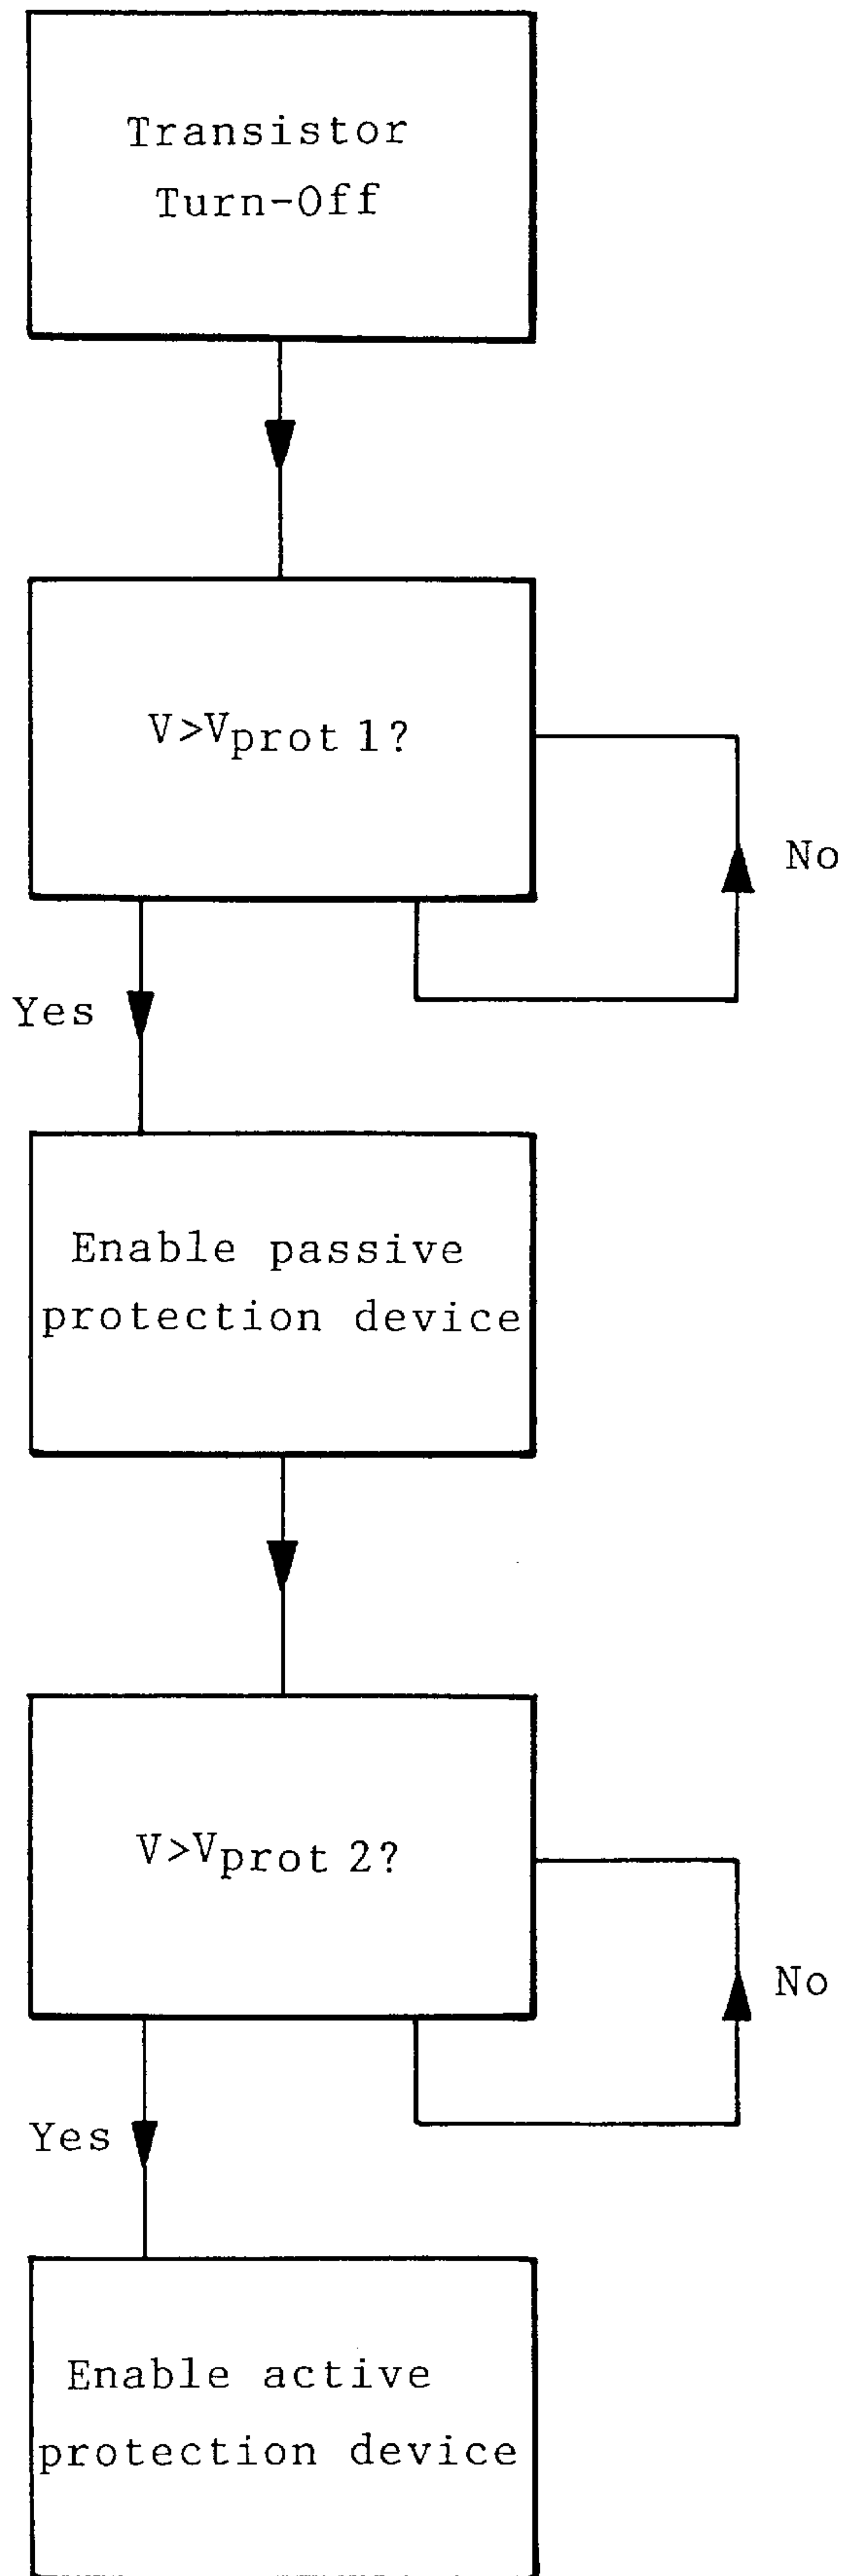 Transistor
Turn-Off
V>Vprot 1?
No
Yes
Enable passive
protection device
V>Vprot 2?
No
Yes
Enable active
protection device